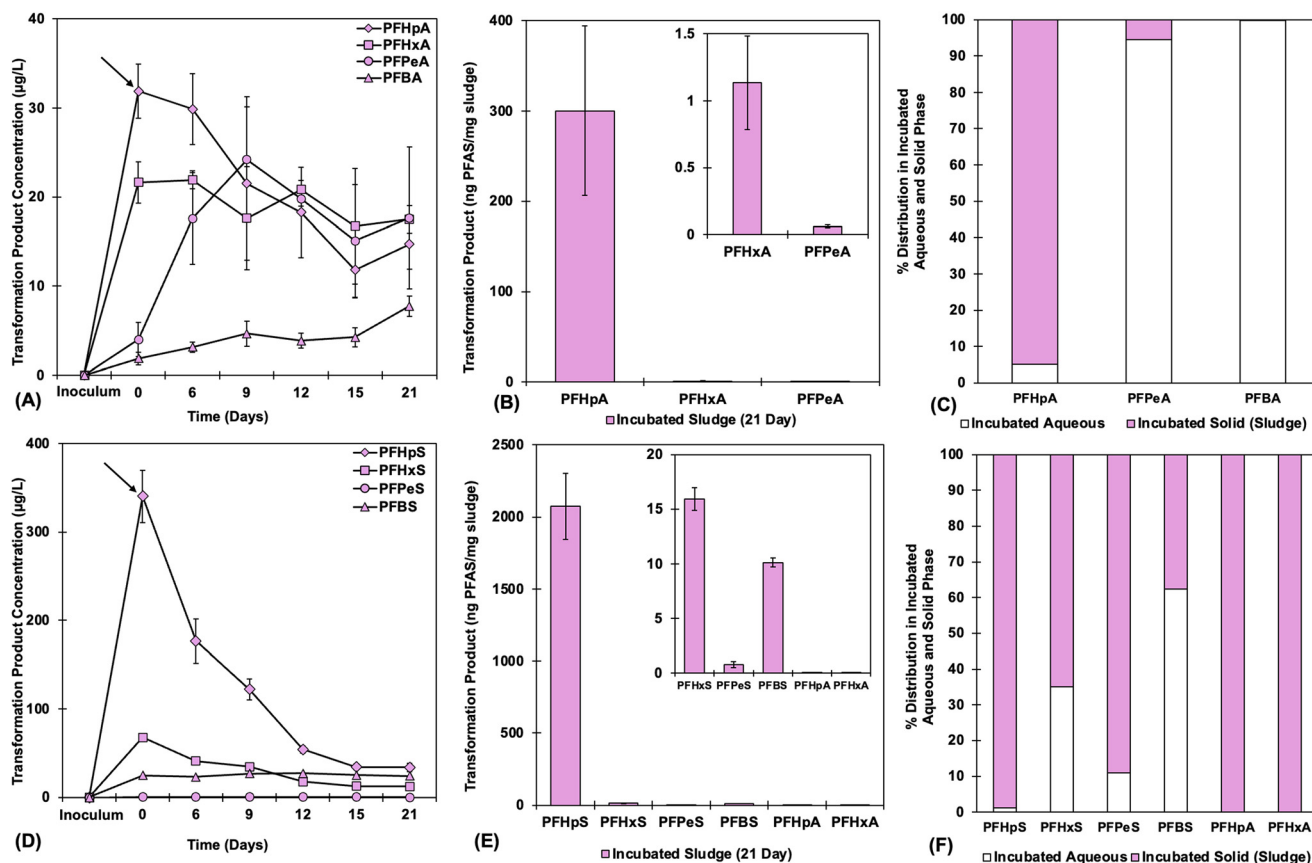 40
30
20
10
0
Transformation Product Concentration (µg/L)
PFHpA
PFHxA
PFPeA
PFBA
Inoculum 0 6 9 12 15 21
Time (Days)
(A)
400
300
200
100
0
Transformation Product (ng PFAS/mg sludge)
1.5
1
0.5
0
PFHxA PFPeA
PFHpA PFHxA PFPeA
Incubated Sludge (21 Day)
(B)
100
90
80
70
60
50
40
30
20
10
0
% Distribution in Incubated
Aqueous and Solid Phase
PFHpA PFPeA PFBA
Incubated Aqueous Incubated Solid (Sludge)
(C)
400
300
200
100
0
Transformation Product Concentration (µg/L)
PFHpS
PFHxS
PFPeS
PFBS
Inoculum 0 6 9 12 15 21
Time (Days)
(D)
2500
2000
1500
1000
500
0
Transformation Product (ng PFAS/mg sludge)
20
15
10
5
0
PFHxS PFPeS PFBS PFHpA PFHxA
PFHpS PFHxS PFPeS PFBS PFHpA PFHxA
Incubated Sludge (21 Day)
(E)
100
90
80
70
60
50
40
30
20
10
0
% Distribution in Incubated
Aqueous and Solid Phase
PFHpS PFHxS PFPeS PFBS PFHpA PFHxA
Incubated Aqueous Incubated Solid (Sludge)
(F)